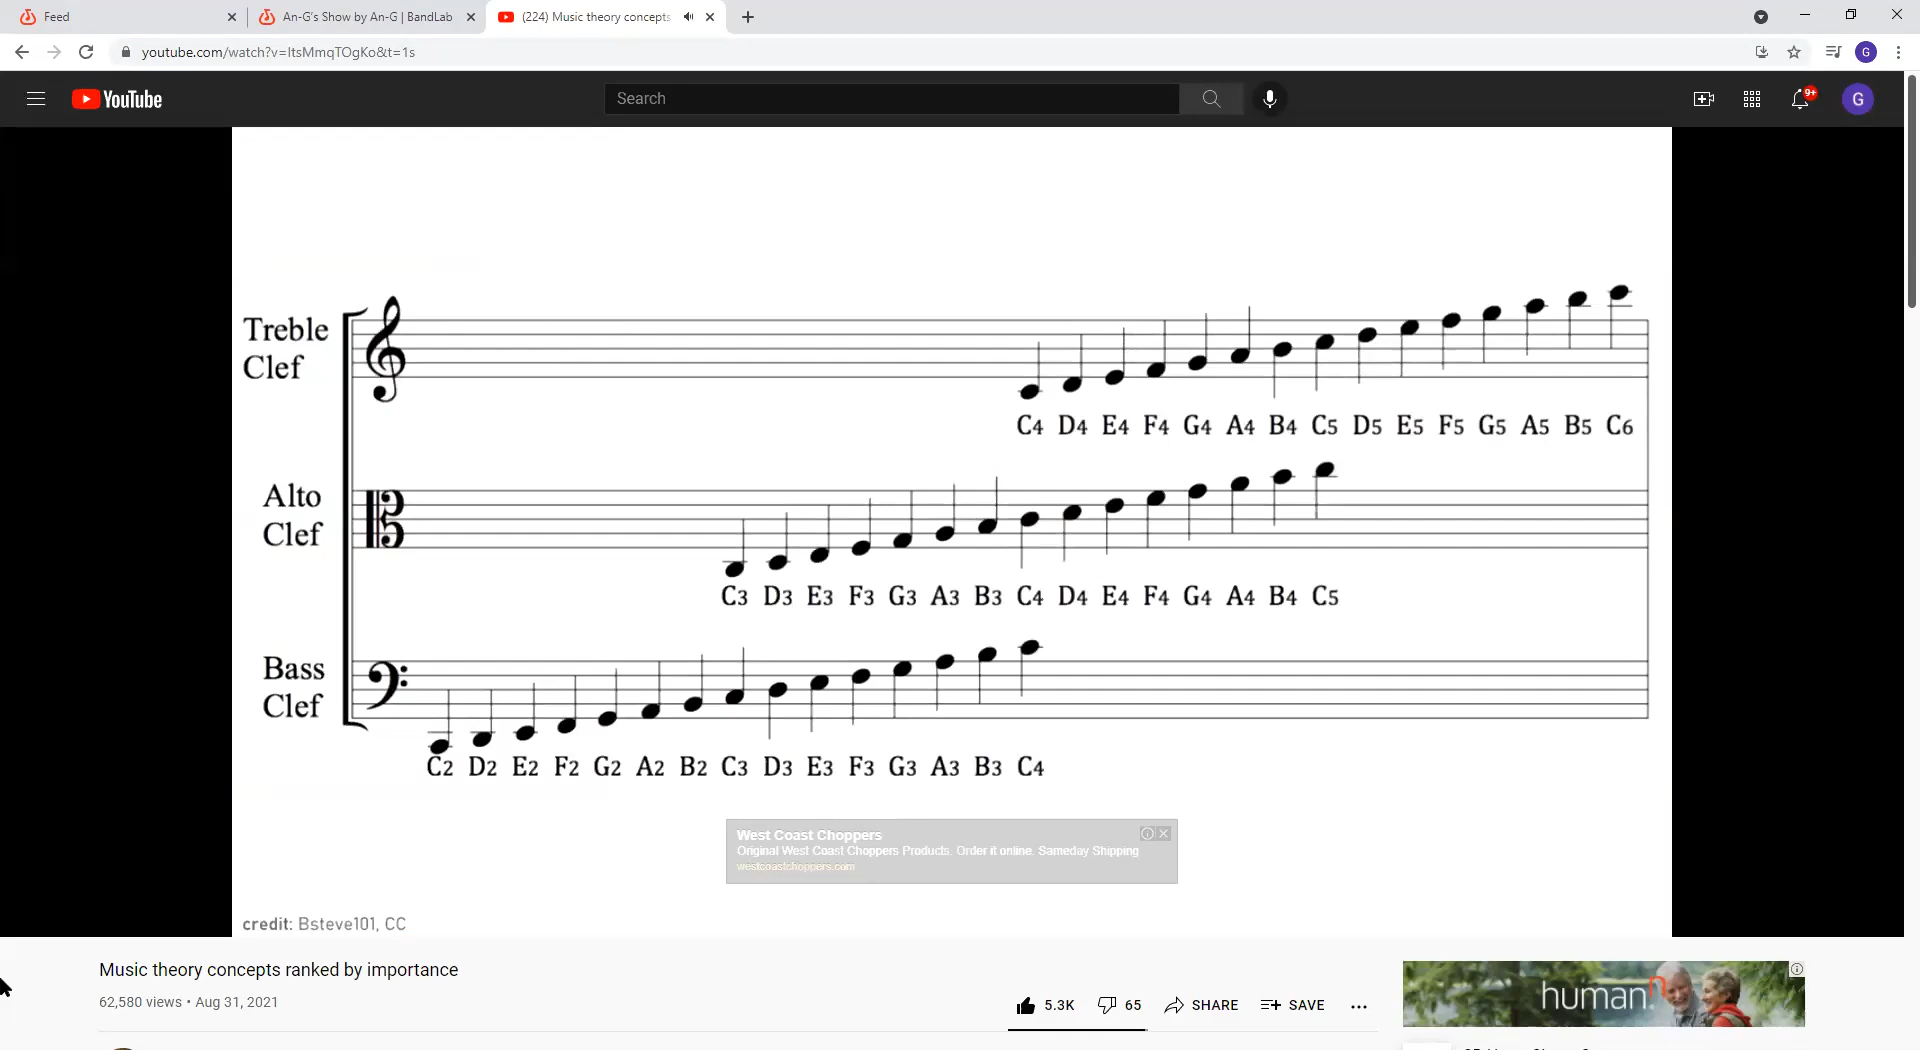 Feed
An-G's Show by An-G | BandLab
(224) Music theory concepts
youtube.com/watch?v=ItsMmqTOgKo&t=1s
G
YouTube
Search
9+
G
Treble
Clef
C4 D4 E4 F4 G4 A4 B4 C5 D5 E5 F5 G5 A5 B5 C6
Alto
Clef
C3 D3 E3 F3 G3 A3 B3 C4 D4 E4 F4 G4 A4 B4 C5
Bass
Clef
C2 D2 E2 F2 G2 A2 B2 C3 D3 E3 F3 G3 A3 B3 C4
West Coast Choppers
Original West Coast Choppers Products. Order it online. Sameday Shipping
westcoastchoppers.com
credit: Bsteve101, CC
Music theory concepts ranked by importance
62,580 views • Aug 31, 2021
5.3K 65 SHARE SAVE
humann